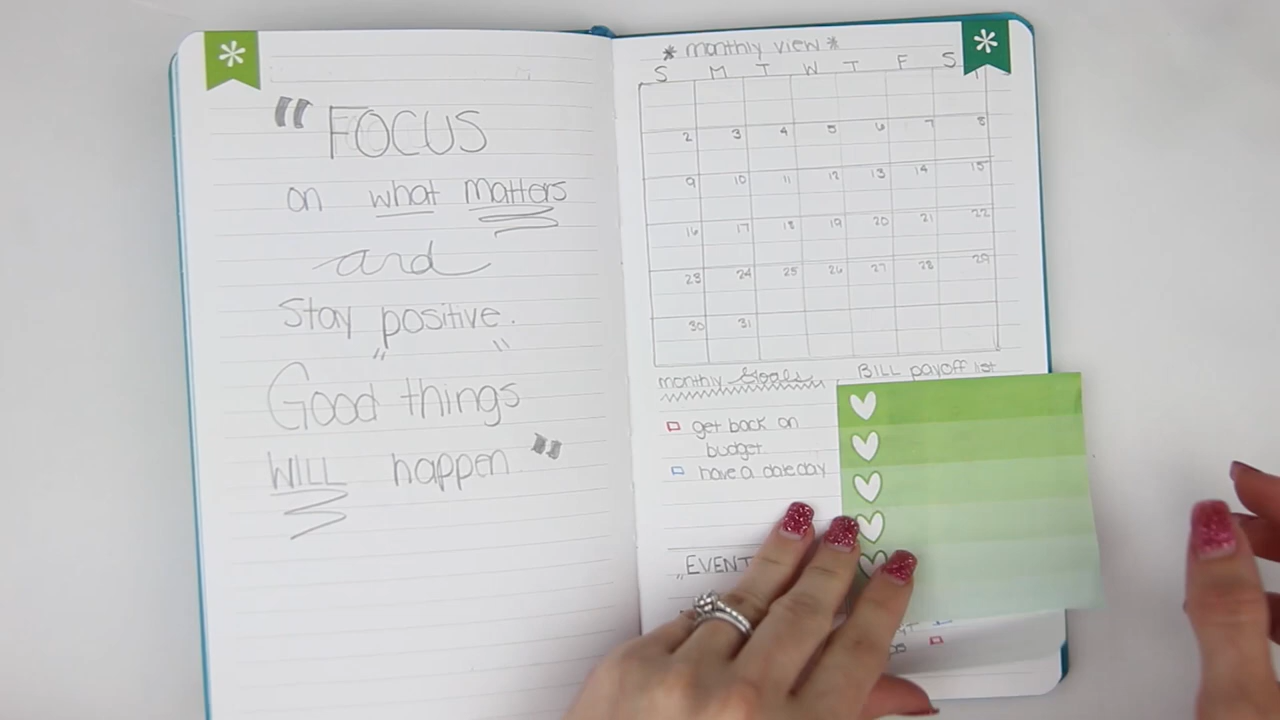 " FOCUS
on what matters
and
Stay positive.
" Good things "
WILL happen "
* monthly view *
S M T W T F S
1
2 3 4 5 6 7 8
9 10 11 12 13 14 15
16 17 18 19 20 21 22
23 24 25 26 27 28 29
30 31
monthly Goals
get back on
budget.
have a date day
BILL payoff list
"EVENT